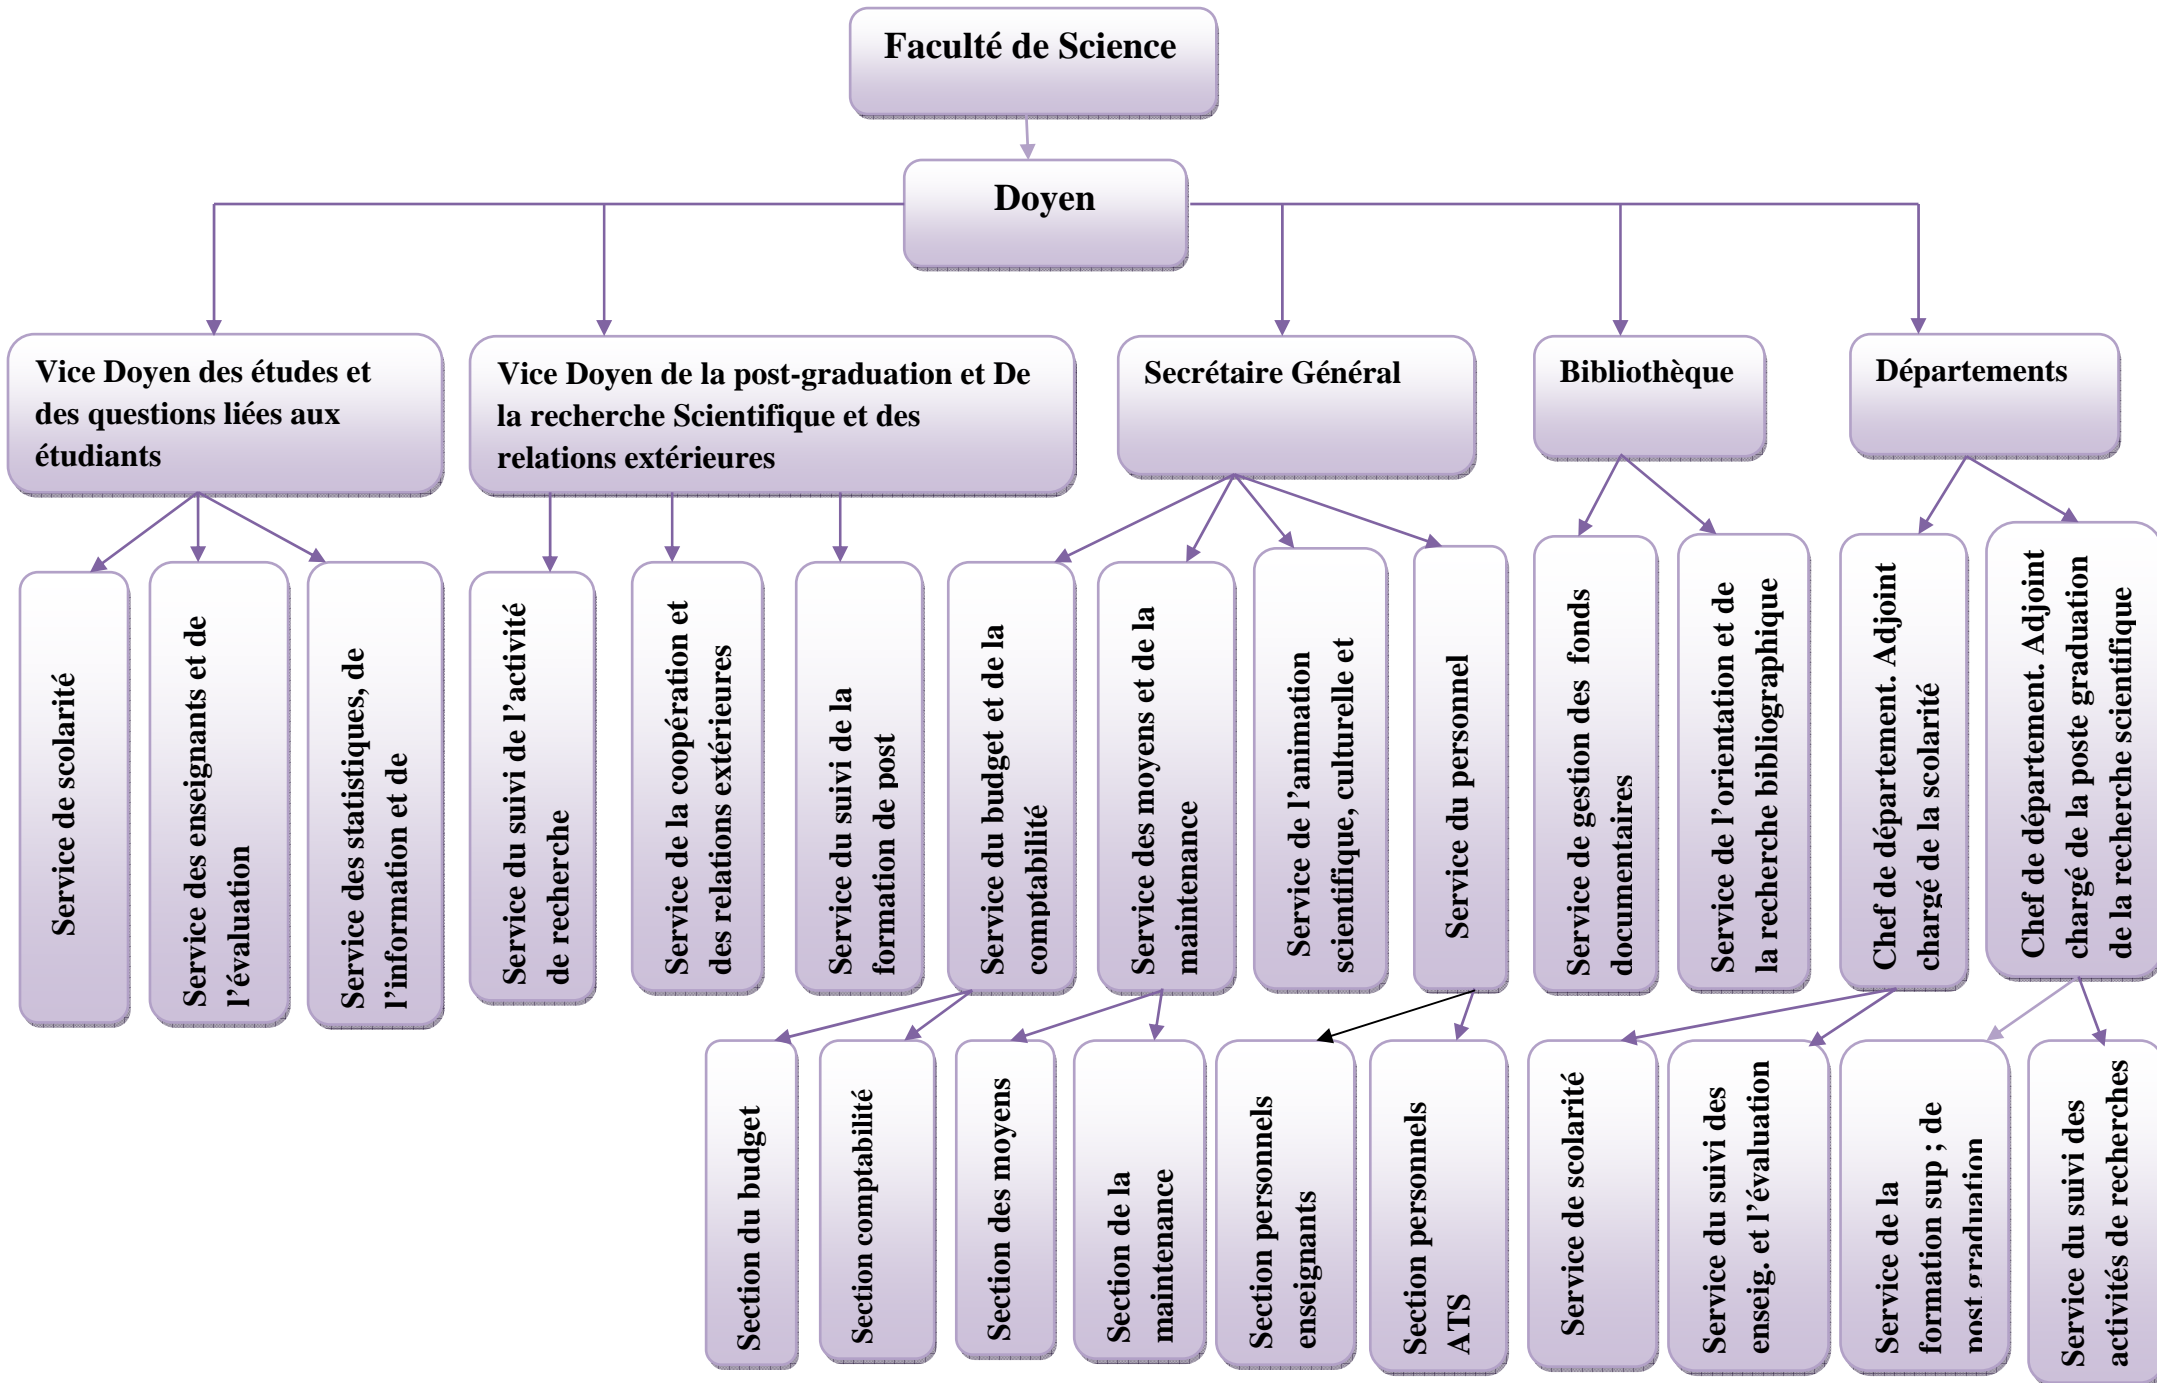 Faculté de Science
Doyen
Vice Doyen des études et
des questions liées aux
étudiants
Vice Doyen de la post-graduation et De
la recherche Scientifique et des
relations extérieures
Secrétaire Général
Bibliothèque
Départements
Service de scolarité
Service des enseignants et de
l'évaluation
Service des statistiques, de
l'information et de
Service du suivi de l'activité
de recherche
Service de la coopération et
des relations extérieures
Service du suivi de la
formation de post
Service du budget et de la
comptabilité
Service des moyens et de la
maintenance
Service de l'animation
scientifique, culturelle et
Service du personnel
Service de gestion des fonds
documentaires
Service de l'orientation et de
la recherche bibliographique
Chef de département. Adjoint
chargé de la scolarité
Chef de département. Adjoint
chargé de la poste graduation
de la recherche scientifique
Section du budget
Section comptabilité
Section des moyens
Section de la
maintenance
Section personnels
enseignants
Section personnels
ATS
Service de scolarité
Service du suivi des
enseig. et l'évaluation
Service de la
formation sup ; de
post graduation
Service du suivi des
activités de recherches